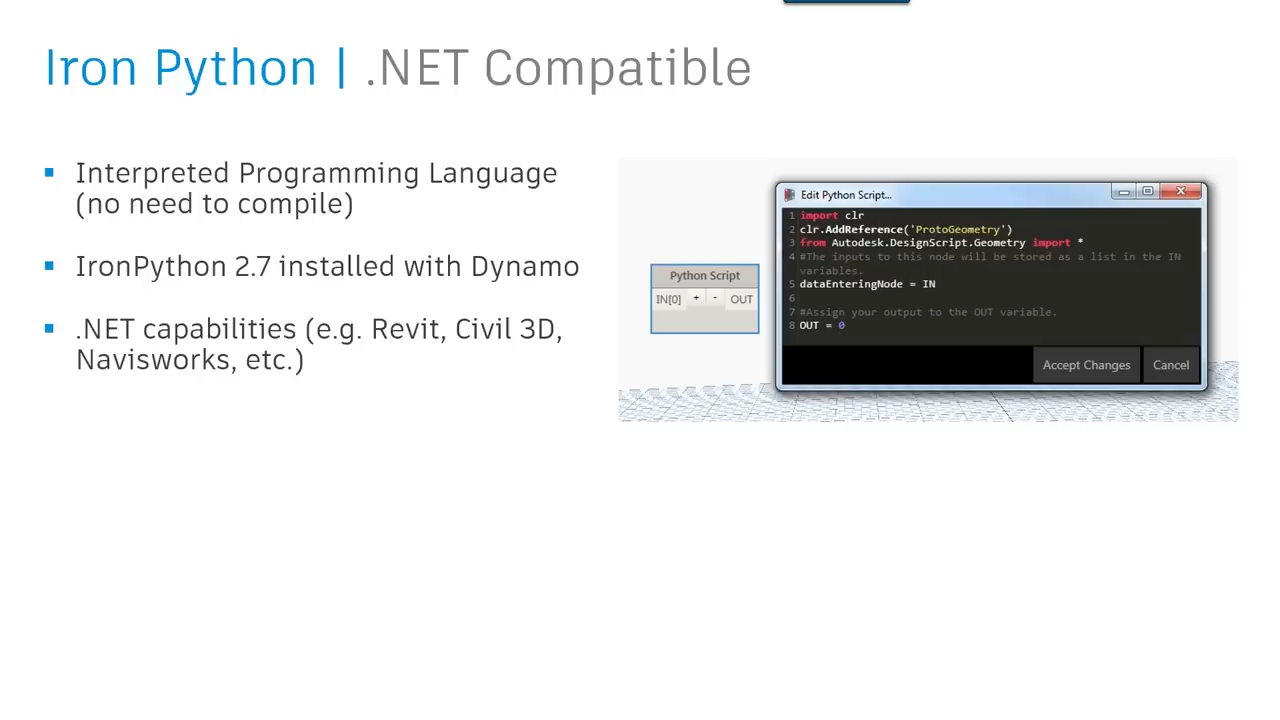 Iron Python | .NET Compatible
Interpreted Programming Language
(no need to compile)
IronPython 2.7 installed with Dynamo
.NET capabilities (e.g. Revit, Civil 3D,
Navisworks, etc.)
Python Script
IN[0] + - OUT
Edit Python Script...
1 import clr
2 clr.AddReference('ProtoGeometry')
3 from Autodesk.DesignScript.Geometry import *
4 #The inputs to this node will be stored as a list in the IN
variables.
5 dataEnteringNode = IN
6
7 #Assign your output to the OUT variable.
8 OUT = 0
Accept Changes Cancel